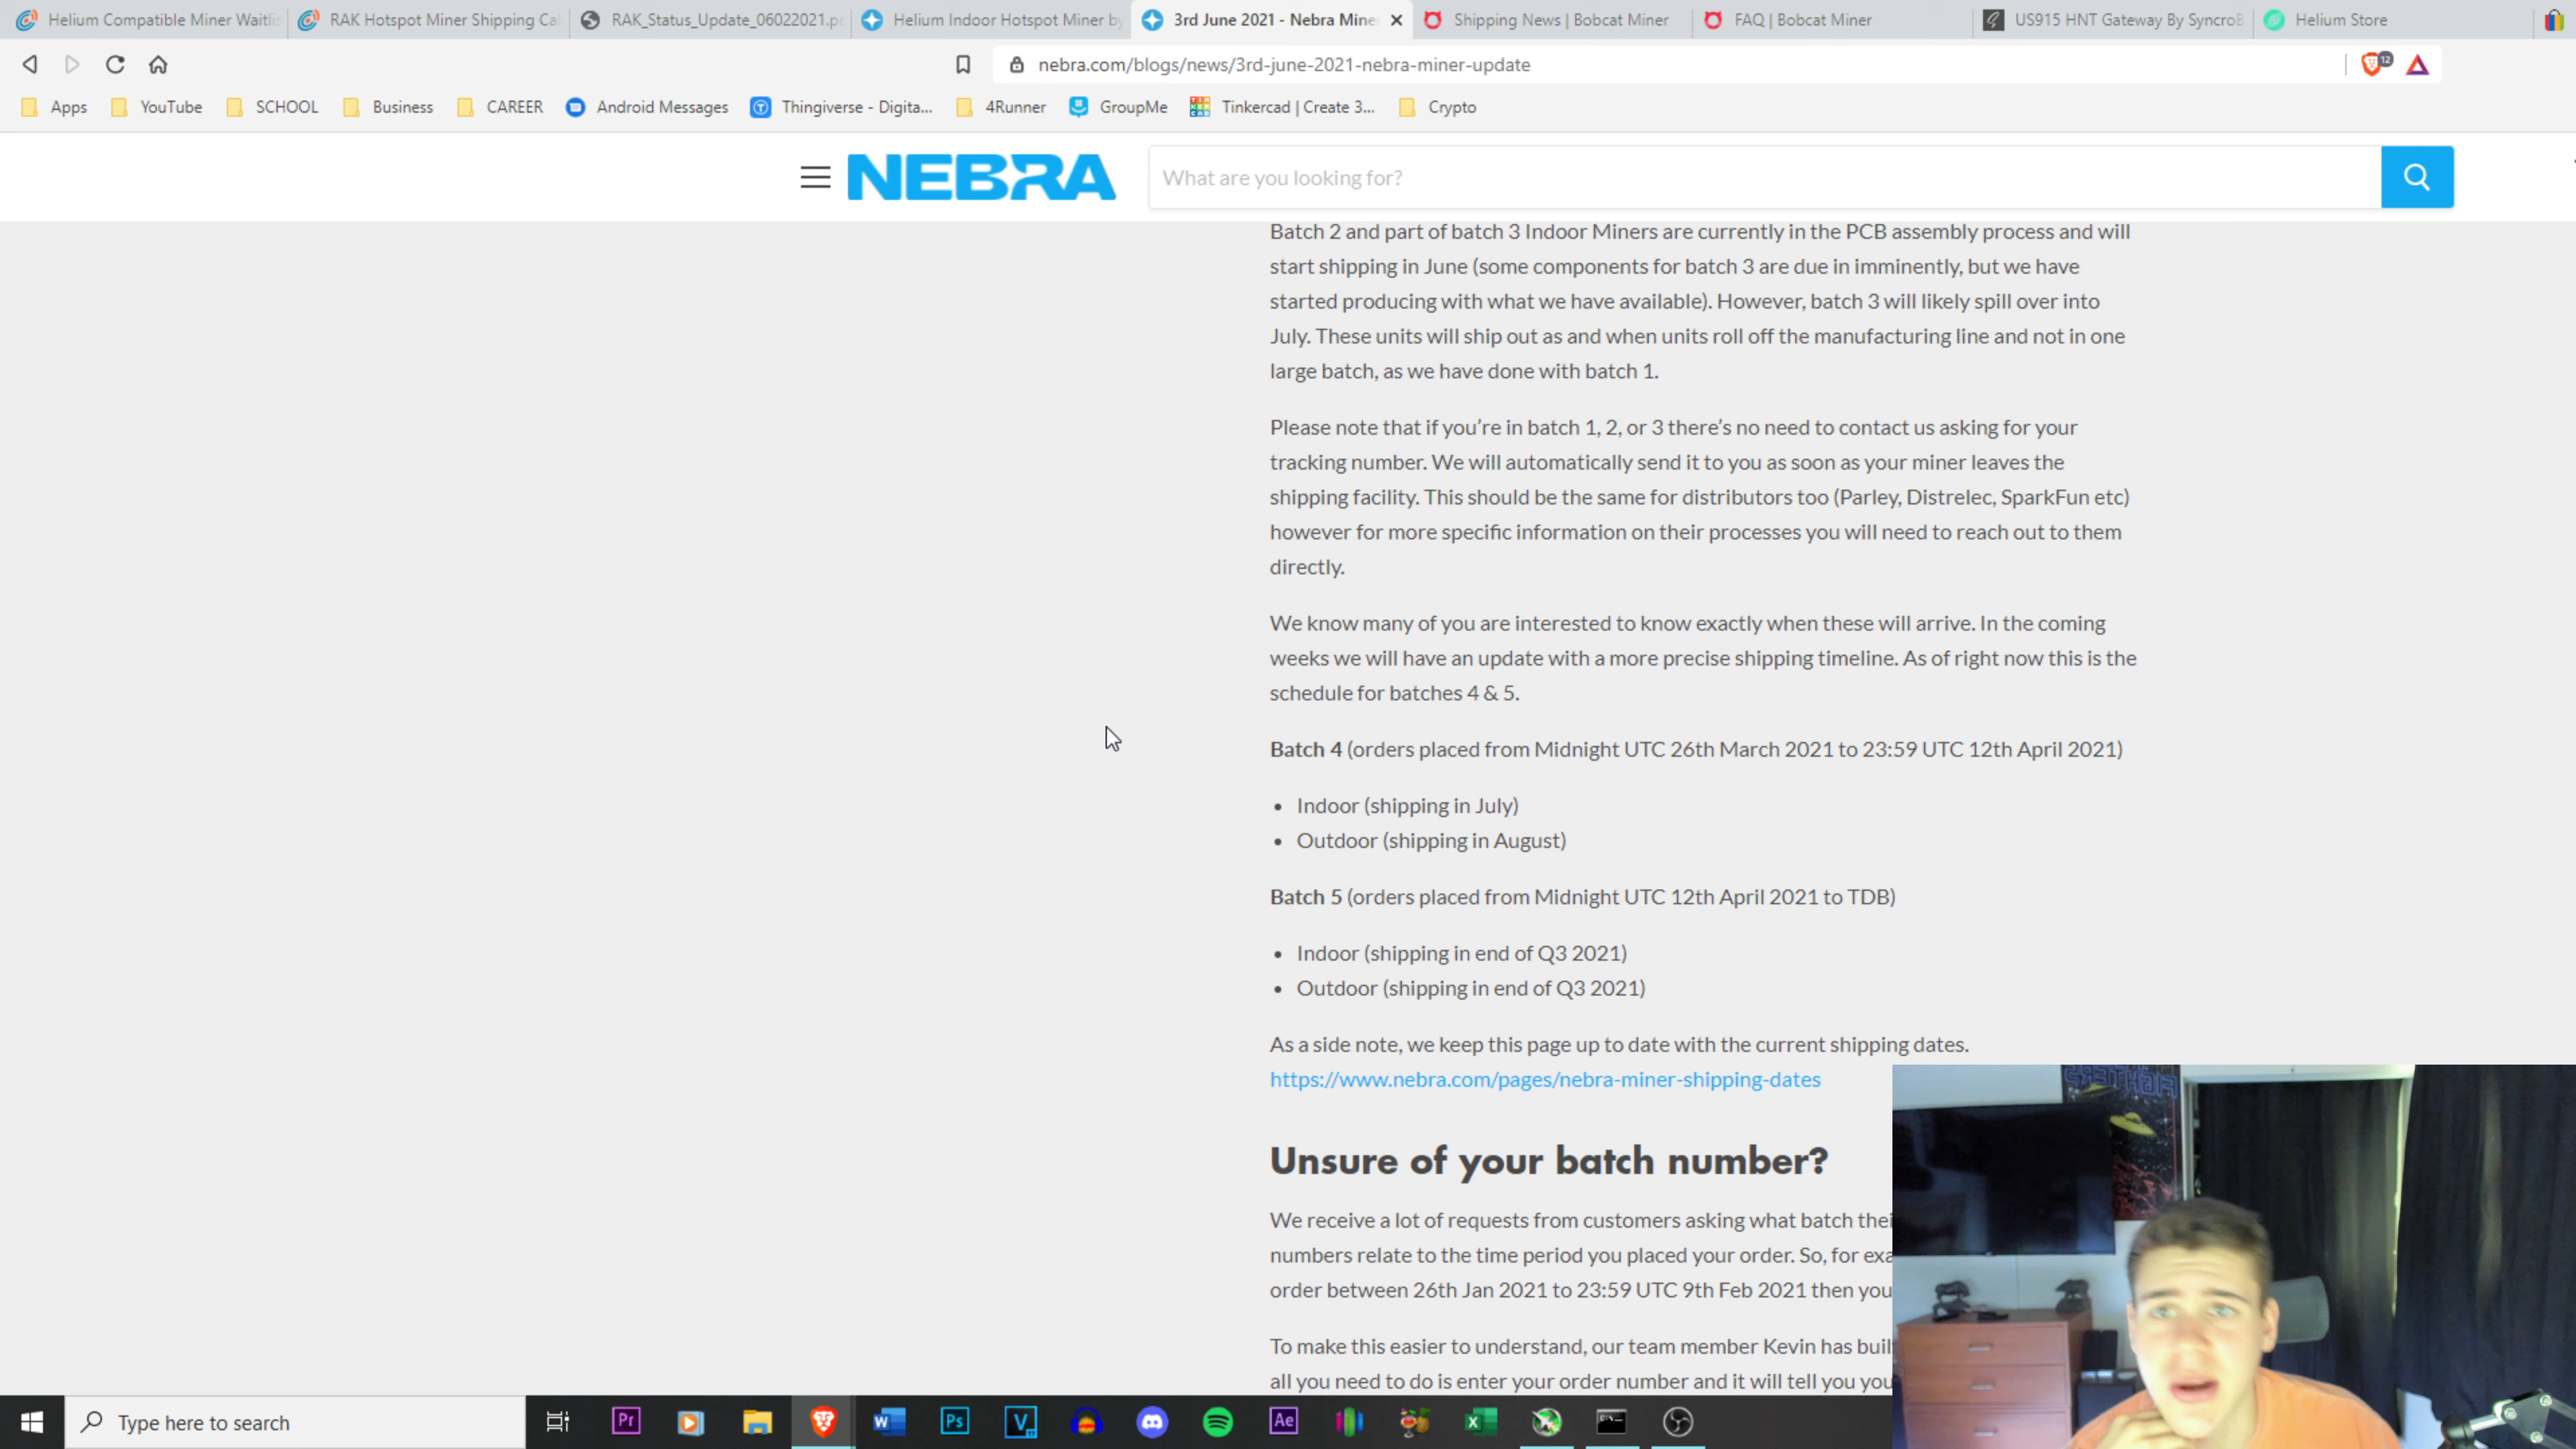 Helium Compatible Miner Waitlis
RAK Hotspot Miner Shipping Cal
RAK_Status_Update_06022021.pd
Helium Indoor Hotspot Miner by
3rd June 2021 - Nebra Mine
Shipping News | Bobcat Miner
FAQ | Bobcat Miner
US915 HNT Gateway By SyncroB
Helium Store
nebra.com/blogs/news/3rd-june-2021-nebra-miner-update
12
Apps
YouTube
SCHOOL
Business
CAREER
Android Messages
Thingiverse - Digita...
4Runner
GroupMe
Tinkercad | Create 3...
Crypto
NEBRA
What are you looking for?
Batch 2 and part of batch 3 Indoor Miners are currently in the PCB assembly process and will
start shipping in June (some components for batch 3 are due in imminently, but we have
started producing with what we have available). However, batch 3 will likely spill over into
July. These units will ship out as and when units roll off the manufacturing line and not in one
large batch, as we have done with batch 1.
Please note that if you’re in batch 1, 2, or 3 there’s no need to contact us asking for your
tracking number. We will automatically send it to you as soon as your miner leaves the
shipping facility. This should be the same for distributors too (Parley, Distrelec, SparkFun etc)
however for more specific information on their processes you will need to reach out to them
directly.
We know many of you are interested to know exactly when these will arrive. In the coming
weeks we will have an update with a more precise shipping timeline. As of right now this is the
schedule for batches 4 & 5.
Batch 4 (orders placed from Midnight UTC 26th March 2021 to 23:59 UTC 12th April 2021)
• Indoor (shipping in July)
• Outdoor (shipping in August)
Batch 5 (orders placed from Midnight UTC 12th April 2021 to TDB)
• Indoor (shipping in end of Q3 2021)
• Outdoor (shipping in end of Q3 2021)
As a side note, we keep this page up to date with the current shipping dates.
https://www.nebra.com/pages/nebra-miner-shipping-dates
Unsure of your batch number?
We receive a lot of requests from customers asking what batch thei
numbers relate to the time period you placed your order. So, for exa
order between 26th Jan 2021 to 23:59 UTC 9th Feb 2021 then you
To make this easier to understand, our team member Kevin has buil
all you need to do is enter your order number and it will tell you you
Type here to search
Pr
W
Ps
V
Ae
X